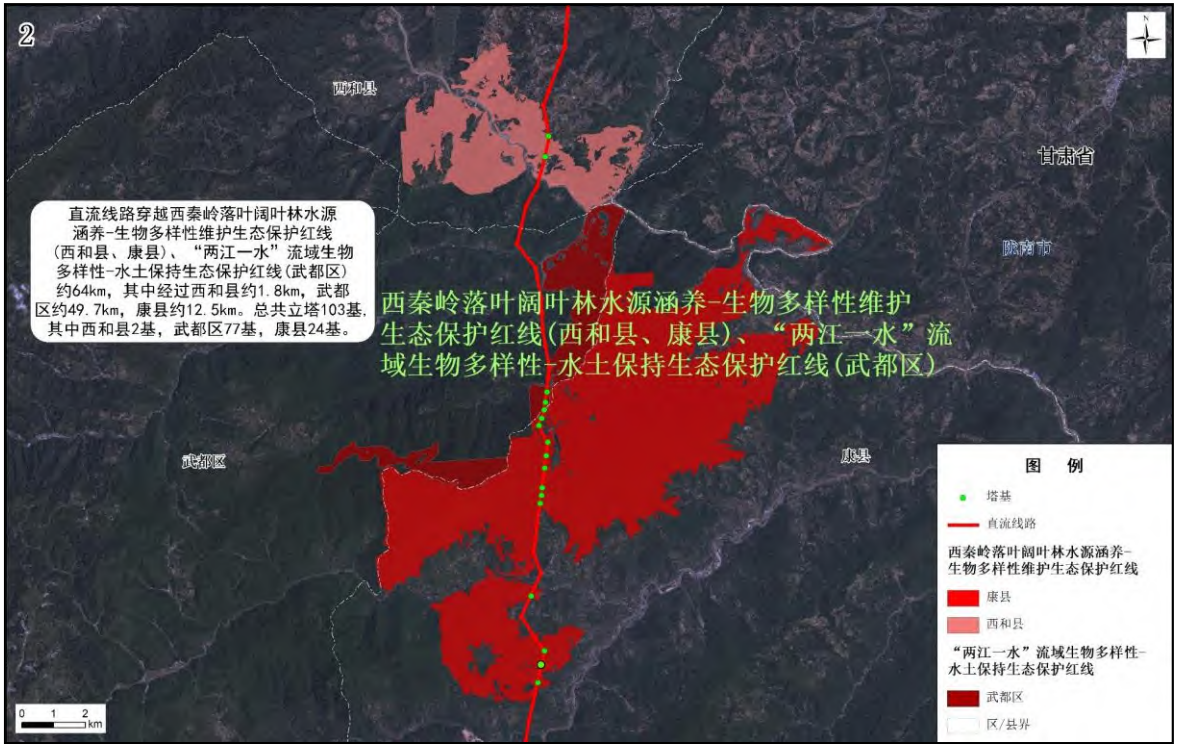 2
西和县
甘肃省
直流线路穿越西秦岭落叶阔叶林水源
涵养-生物多样性维护生态保护红线
(西和县、康县)、“两江一水”流域生物
多样性-水土保持生态保护红线(武都区)
约64km，其中经过西和县约1.8km，武都
区约49.7km，康县约12.5km。总共立塔103基，
其中西和县2基，武都区77基，康县24基。
陇南市
西秦岭落叶阔叶林水源涵养-生物多样性维护
生态保护红线(西和县、康县)、“两江一水”流
域生物多样性-水土保持生态保护红线(武都区)
武都区
康县
图 例
塔基
直流线路
西秦岭落叶阔叶林水源涵养-
生物多样性维护生态保护红线
康县
西和县
“两江一水”流域生物多样性-
水土保持生态保护红线
武都区
区/县界
0 1 2
km